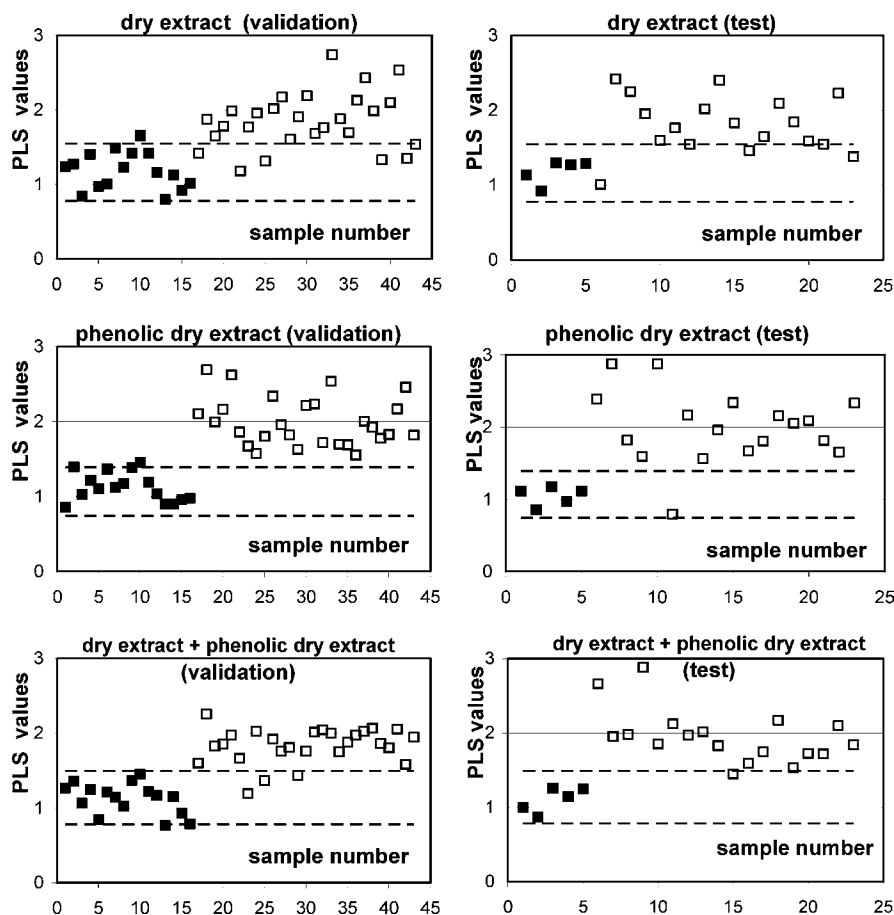 dry extract (validation)
3
2
1
0
PLS values
sample number
0 5 10 15 20 25 30 35 40 45
dry extract (test)
3
2
1
0
PLS values
sample number
0 5 10 15 20 25
phenolic dry extract (validation)
3
2
1
0
PLS values
sample number
0 5 10 15 20 25 30 35 40 45
phenolic dry extract (test)
3
2
1
0
PLS values
sample number
0 5 10 15 20 25
dry extract + phenolic dry extract
(validation)
3
2
1
0
PLS values
sample number
0 5 10 15 20 25 30 35 40 45
dry extract + phenolic dry extract
(test)
3
2
1
0
PLS values
sample number
0 5 10 15 20 25